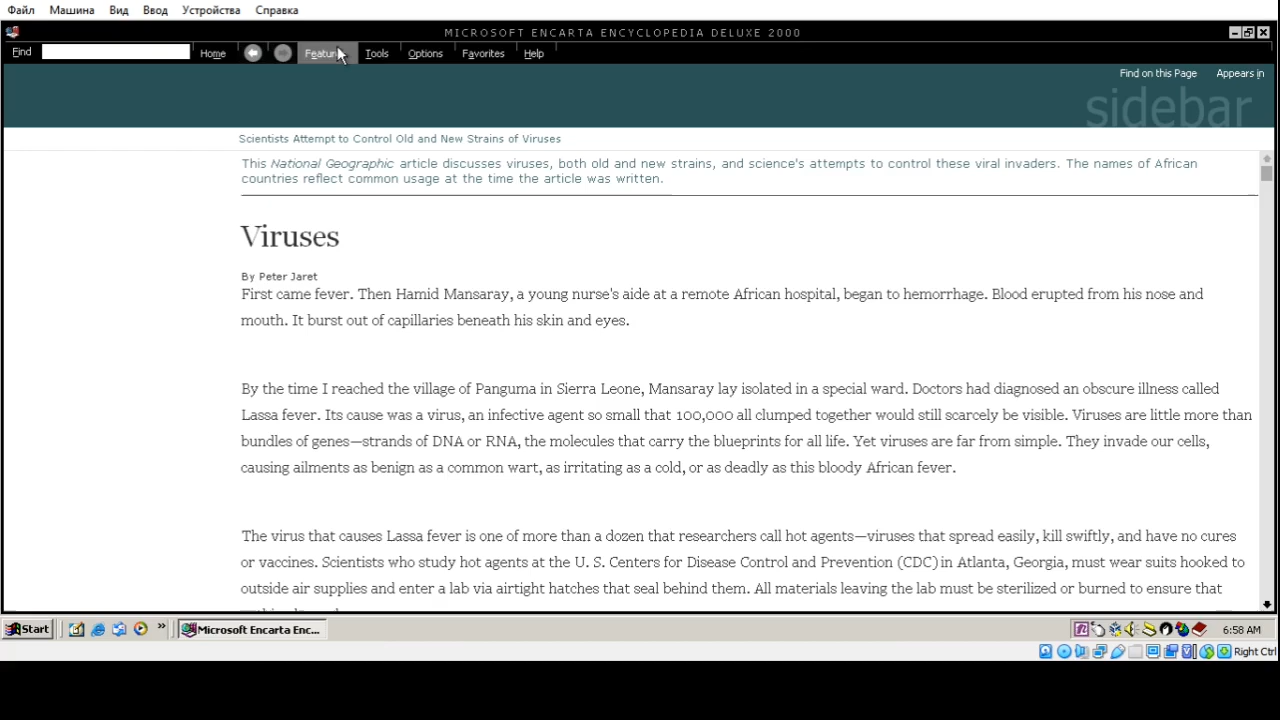 Файл Машина Вид Ввод Устройства Справка
MICROSOFT ENCARTA ENCYCLOPEDIA DELUXE 2000
Find Home Tools Options Favorites Help
Find on this Page Appears in
sidebar
Scientists Attempt to Control Old and New Strains of Viruses
This National Geographic article discusses viruses, both old and new strains, and science's attempts to control these viral invaders. The names of African
countries reflect common usage at the time the article was written.
Viruses
By Peter Jaret
First came fever. Then Hamid Mansaray, a young nurse's aide at a remote African hospital, began to hemorrhage. Blood erupted from his nose and
mouth. It burst out of capillaries beneath his skin and eyes.
By the time I reached the village of Panguma in Sierra Leone, Mansaray lay isolated in a special ward. Doctors had diagnosed an obscure illness called
Lassa fever. Its cause was a virus, an infective agent so small that 100,000 all clumped together would still scarcely be visible. Viruses are little more than
bundles of genes—strands of DNA or RNA, the molecules that carry the blueprints for all life. Yet viruses are far from simple. They invade our cells,
causing ailments as benign as a common wart, as irritating as a cold, or as deadly as this bloody African fever.
The virus that causes Lassa fever is one of more than a dozen that researchers call hot agents—viruses that spread easily, kill swiftly, and have no cures
or vaccines. Scientists who study hot agents at the U. S. Centers for Disease Control and Prevention (CDC) in Atlanta, Georgia, must wear suits hooked to
outside air supplies and enter a lab via airtight hatches that seal behind them. All materials leaving the lab must be sterilized or burned to ensure that
Start » Microsoft Encarta Enc... 6:58 AM
Right Ctrl